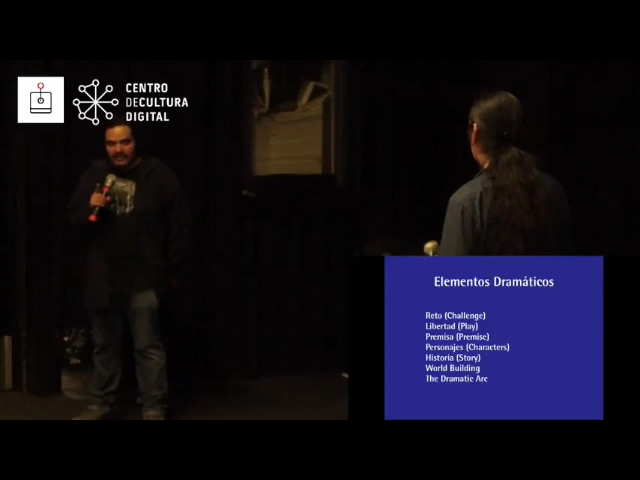 CENTRO
DECULTURA
DIGITAL
Elementos Dramáticos
Reto (Challenge)
Libertad (Play)
Premisa (Premise)
Personajes (Characters)
Historia (Story)
World Building
The Dramatic Arc